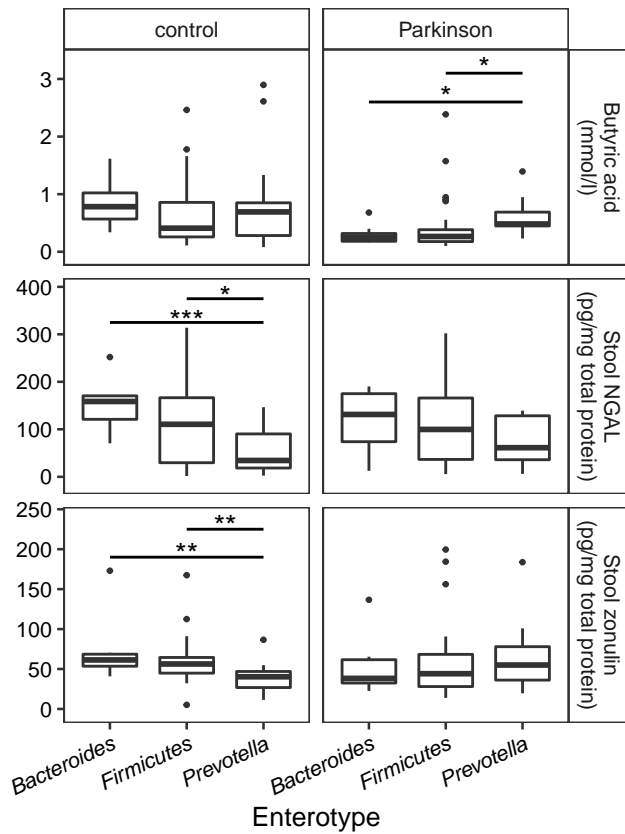 control
Parkinson
3
2
1
0
*
*
Butyric acid
(mmol/l)
400
300
200
100
0
*
***
Stool NGAL
(pg/mg total protein)
250
200
150
100
50
0
**
**
Stool zonulin
(pg/mg total protein)
Bacteroides
Firmicutes
Prevotella
Bacteroides
Firmicutes
Prevotella
Enterotype